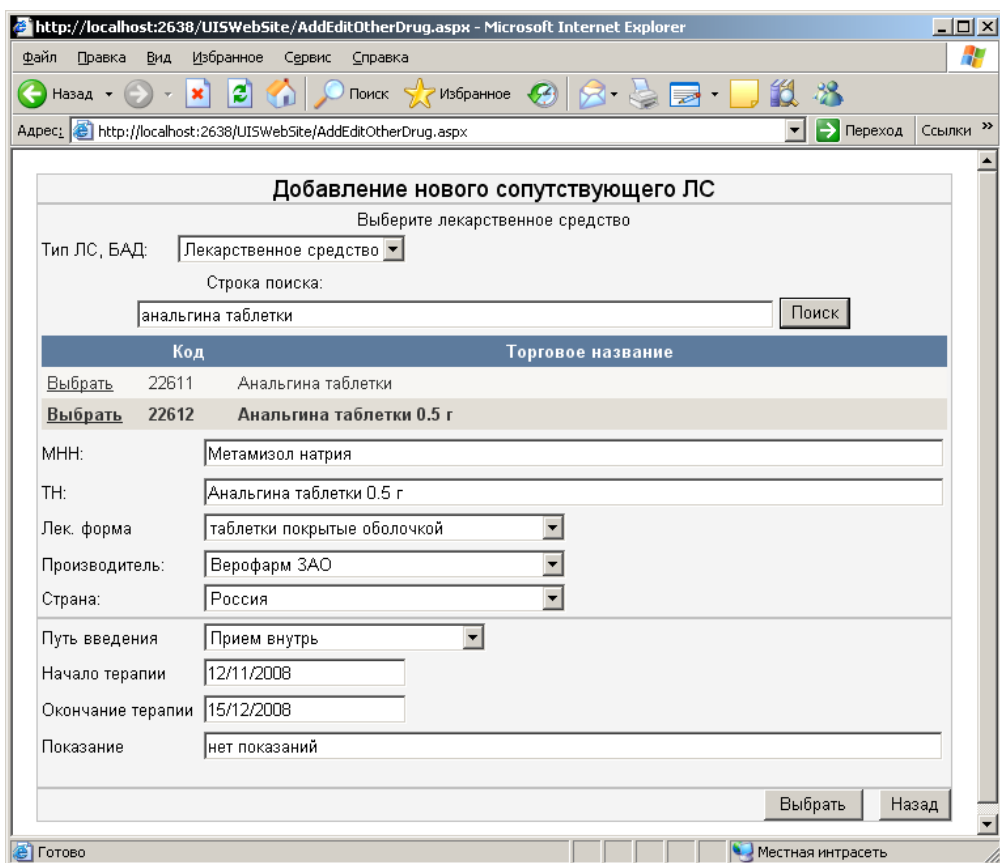 http://localhost:2638/UISWebSite/AddEditOtherDrug.aspx - Microsoft Internet Explorer
Файл Правка Вид Избранное Сервис Справка
Назад Поиск Избранное
Адрес: http://localhost:2638/UISWebSite/AddEditOtherDrug.aspx Переход Ссылки »
Добавление нового сопутствующего ЛС
Выберите лекарственное средство
Тип ЛС, БАД: Лекарственное средство
Строка поиска:
анальгина таблетки Поиск
Код Торговое название
Выбрать 22611 Анальгина таблетки
Выбрать 22612 Анальгина таблетки 0.5 г
МНН: Метамизол натрия
ТН: Анальгина таблетки 0.5 г
Лек. форма таблетки покрытые оболочкой
Производитель: Верофарм ЗАО
Страна: Россия
Путь введения Прием внутрь
Начало терапии 12/11/2008
Окончание терапии 15/12/2008
Показание нет показаний
Выбрать Назад
Готово Местная интрасеть